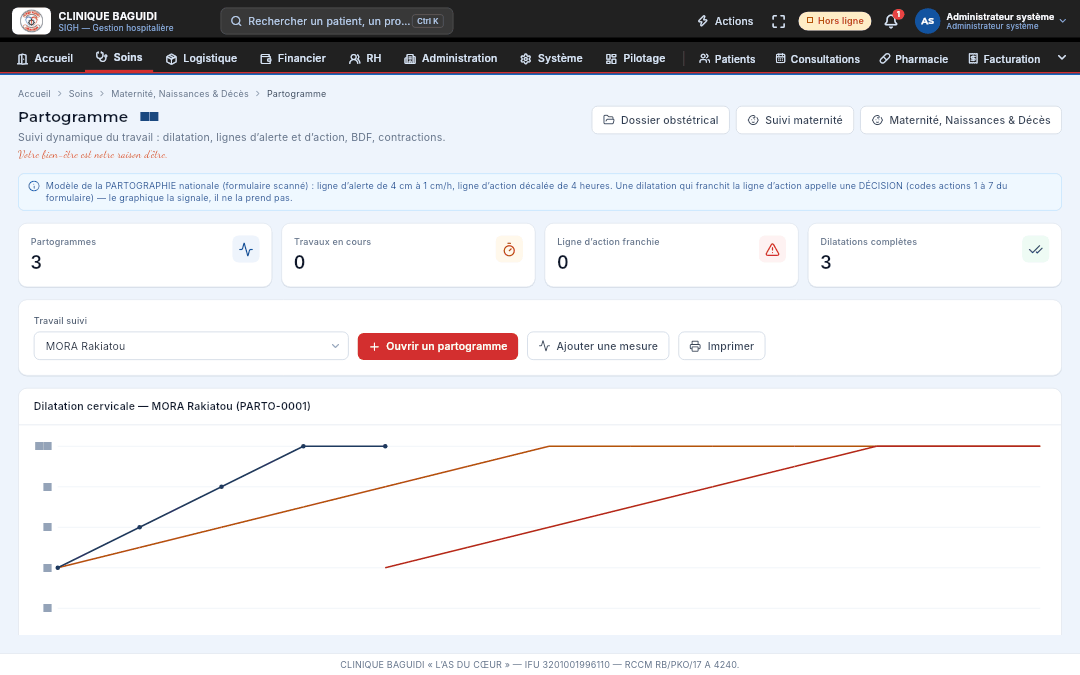 CLINIQUE BAGUIDI
SIGH — Gestion hospitalière
Rechercher un patient, un pro... Ctrl K
Actions
Hors ligne
1
AS
Administrateur système
Administrateur système
Accueil Soins Logistique Financier RH Administration Système Pilotage Patients Consultations Pharmacie Facturation
Accueil > Soins > Maternité, Naissances & Décès > Partogramme
Partogramme
Suivi dynamique du travail : dilatation, lignes d'alerte et d'action, BDF, contractions.
Votre bien-être est notre raison d'être.
Dossier obstétrical
Suivi maternité
Maternité, Naissances & Décès
Modèle de la PARTOGRAPHIE nationale (formulaire scanné) : ligne d'alerte de 4 cm à 1 cm/h, ligne d'action décalée de 4 heures. Une dilatation qui franchit la ligne d'action appelle une DÉCISION (codes actions 1 à 7 du
formulaire) — le graphique la signale, il ne la prend pas.
Partogrammes
3
Travaux en cours
0
Ligne d'action franchie
0
Dilatations complètes
3
Travail suivi
MORA Rakiatou
Ouvrir un partogramme
Ajouter une mesure
Imprimer
Dilatation cervicale — MORA Rakiatou (PARTO-0001)
CLINIQUE BAGUIDI « L'AS DU CŒUR » — IFU 3201001996110 — RCCM RB/PKO/17 A 4240.